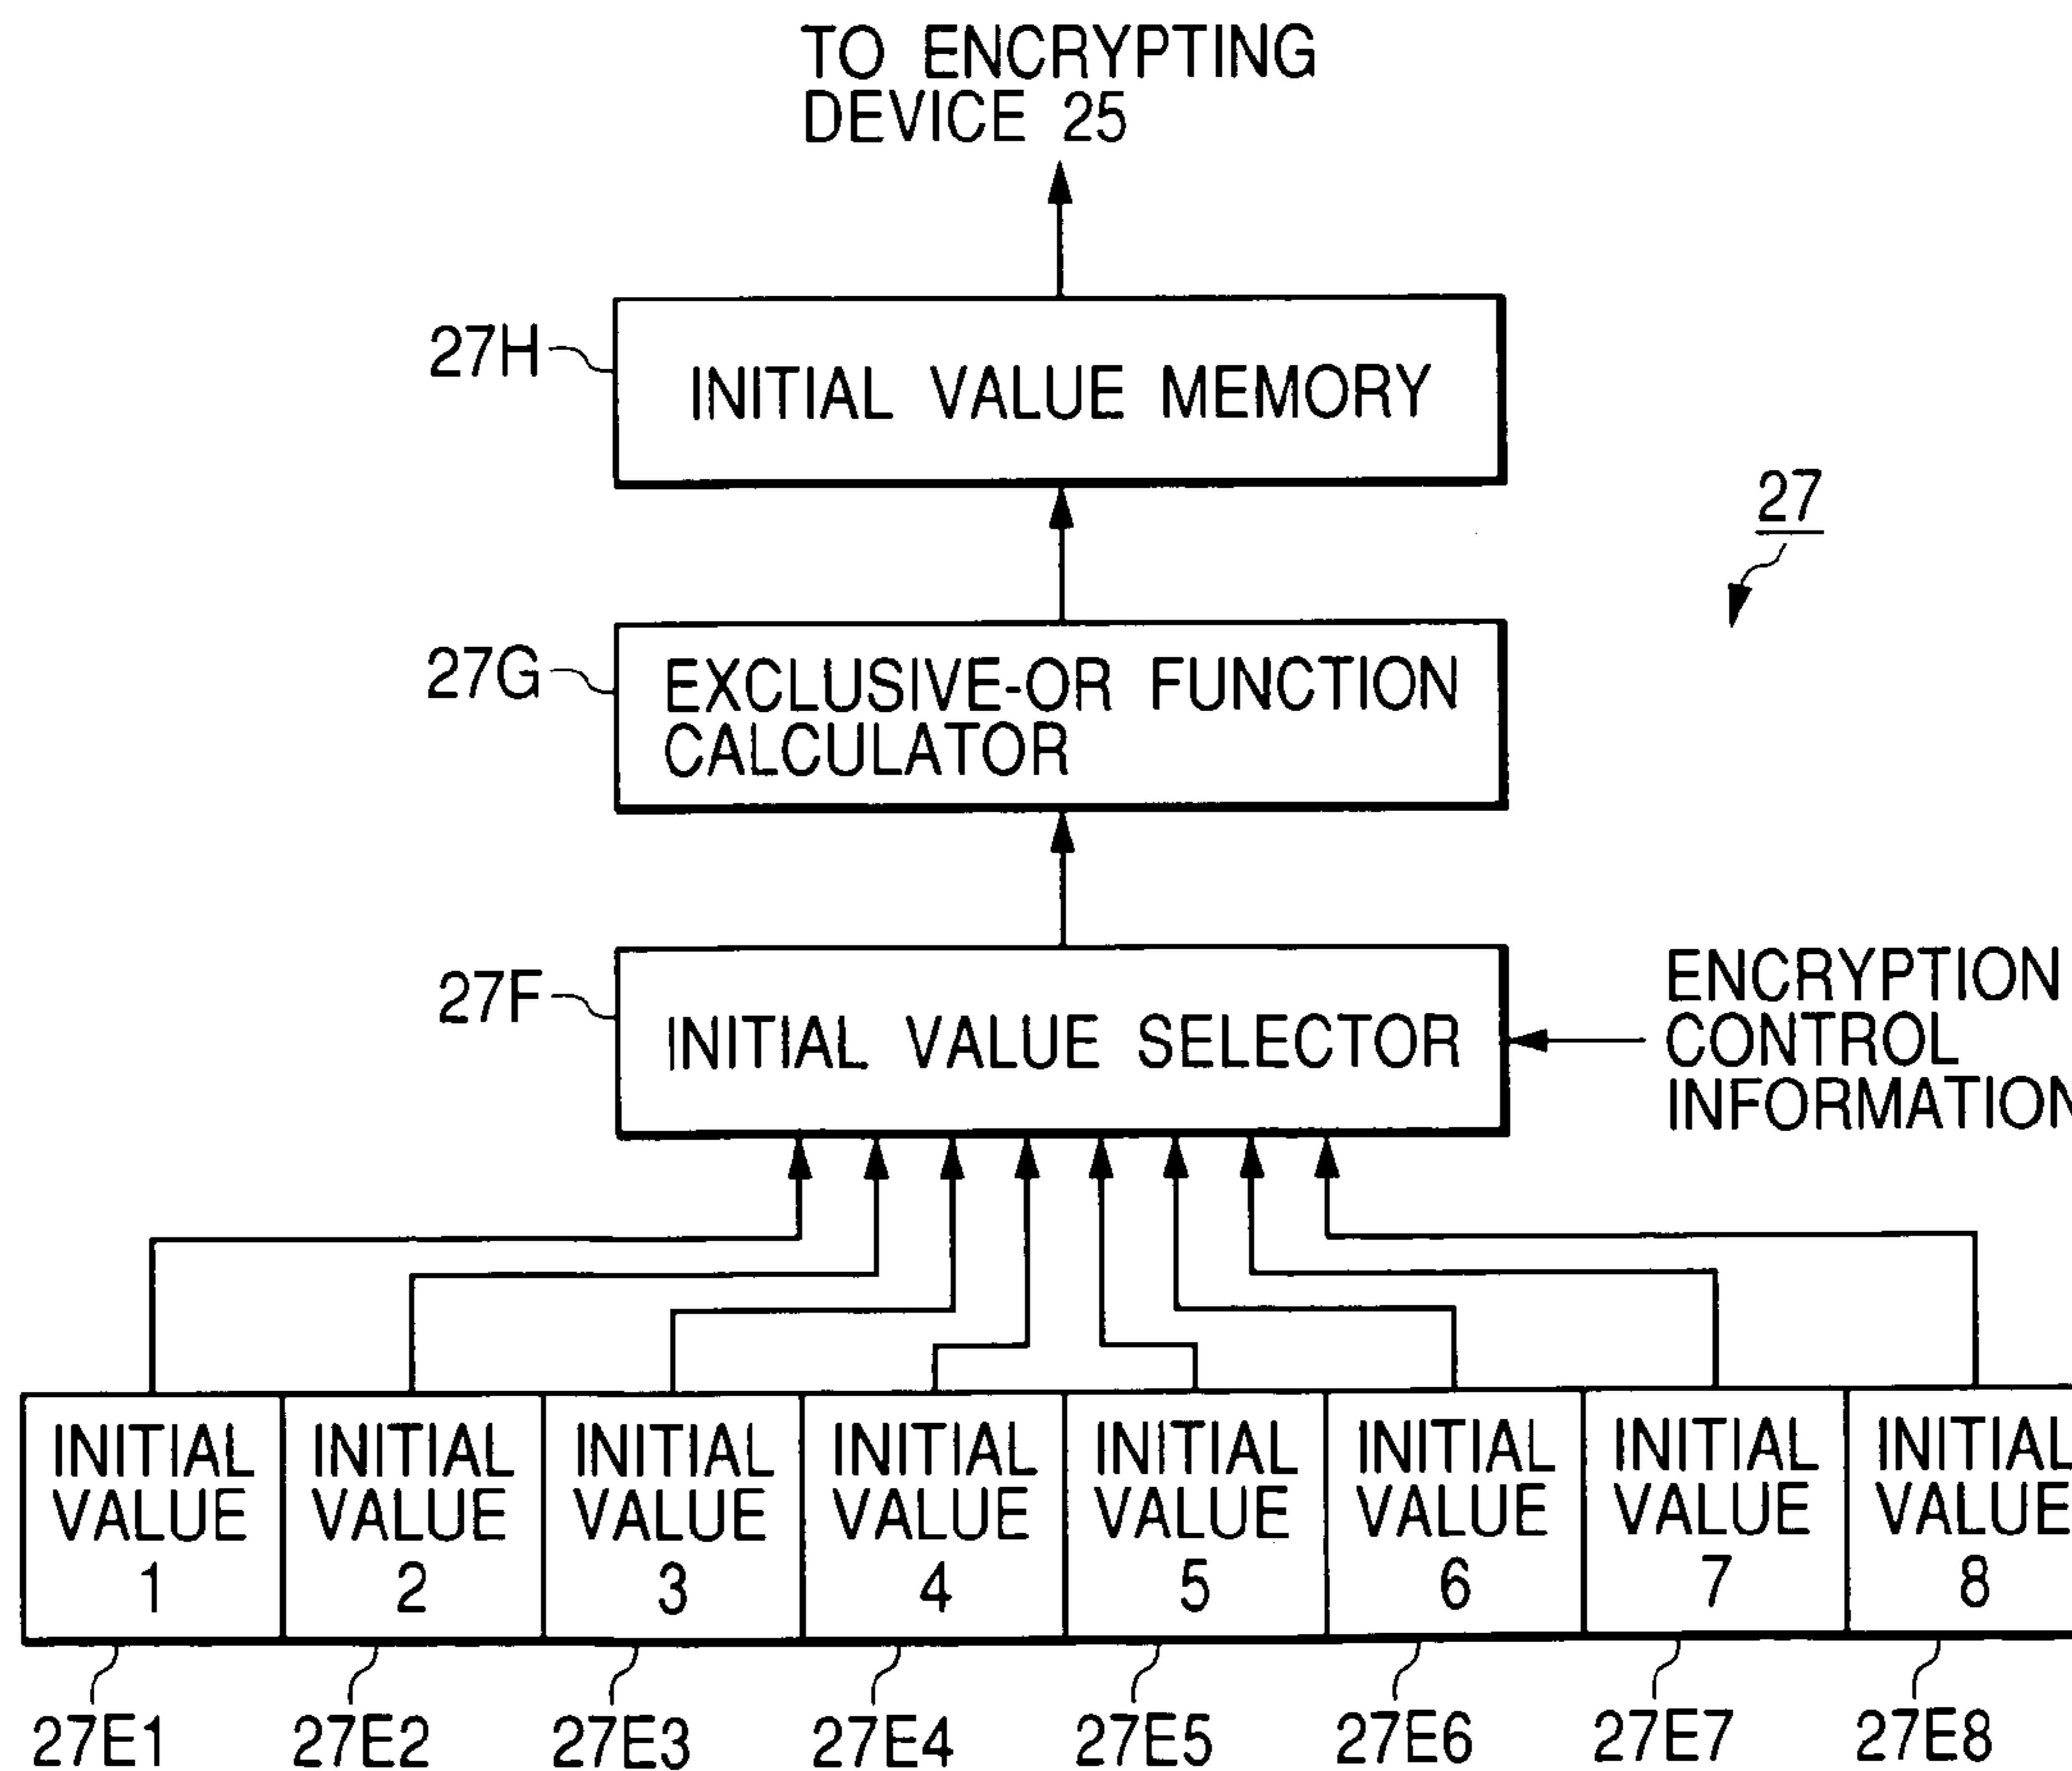 TO ENCRYPTING
DEVICE 25
27H
INITIAL VALUE MEMORY
27
27G
EXCLUSIVE-OR FUNCTION
CALCULATOR
27F
INITIAL VALUE SELECTOR
ENCRYPTION
CONTROL
INFORMATION
INITIAL
VALUE
1
INITIAL
VALUE
2
INITIAL
VALUE
3
INITIAL
VALUE
4
INITIAL
VALUE
5
INITIAL
VALUE
6
INITIAL
VALUE
7
INITIAL
VALUE
8
27E1
27E2
27E3
27E4
27E5
27E6
27E7
27E8